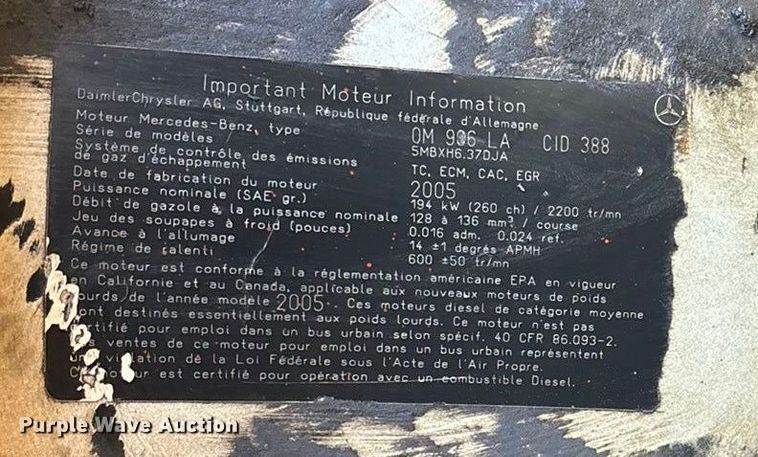 Important Moteur Information
DaimlerChrysler AG, Stuttgart, République fédérale d'Allemagne
Moteur Mercedes-Benz, type OM 906 LA CID 388
Série de modèles 5MBXH6.37DJA
Système de contrôle des émissions
de gaz d'échappement TC, ECM, CAC, EGR
Date de fabrication du moteur 2005
Puissance nominale (SAE gr.) 194 kW (260 ch) / 2200 tr/mn
Débit de gazole à la puissance nominale 128 à 136 mm³ / course
Jeu des soupapes à froid (pouces) 0.016 adm. 0.024 ref.
Avance à l'allumage 14 ±1 degrés APMH
Régime de ralenti 600 ±50 tr/mn
Ce moteur est conforme à la réglementation américaine EPA en vigueur
en Californie et au Canada, applicable aux nouveaux moteurs de poids
lourds de l'année modèle 2005. Ces moteurs diesel de catégorie moyenne
sont destinés essentiellement aux poids lourds. Ce moteur n'est pas
certifié pour emploi dans un bus urbain selon spécif. 40 CFR 86.093-2.
ventes de ce moteur pour emploi dans un bus urbain représentent
violation de la Loi Fédérale sous l'Acte de l'Air Propre.
Ce moteur est certifié pour opération avec un combustible Diesel.
PurpleWave Auction